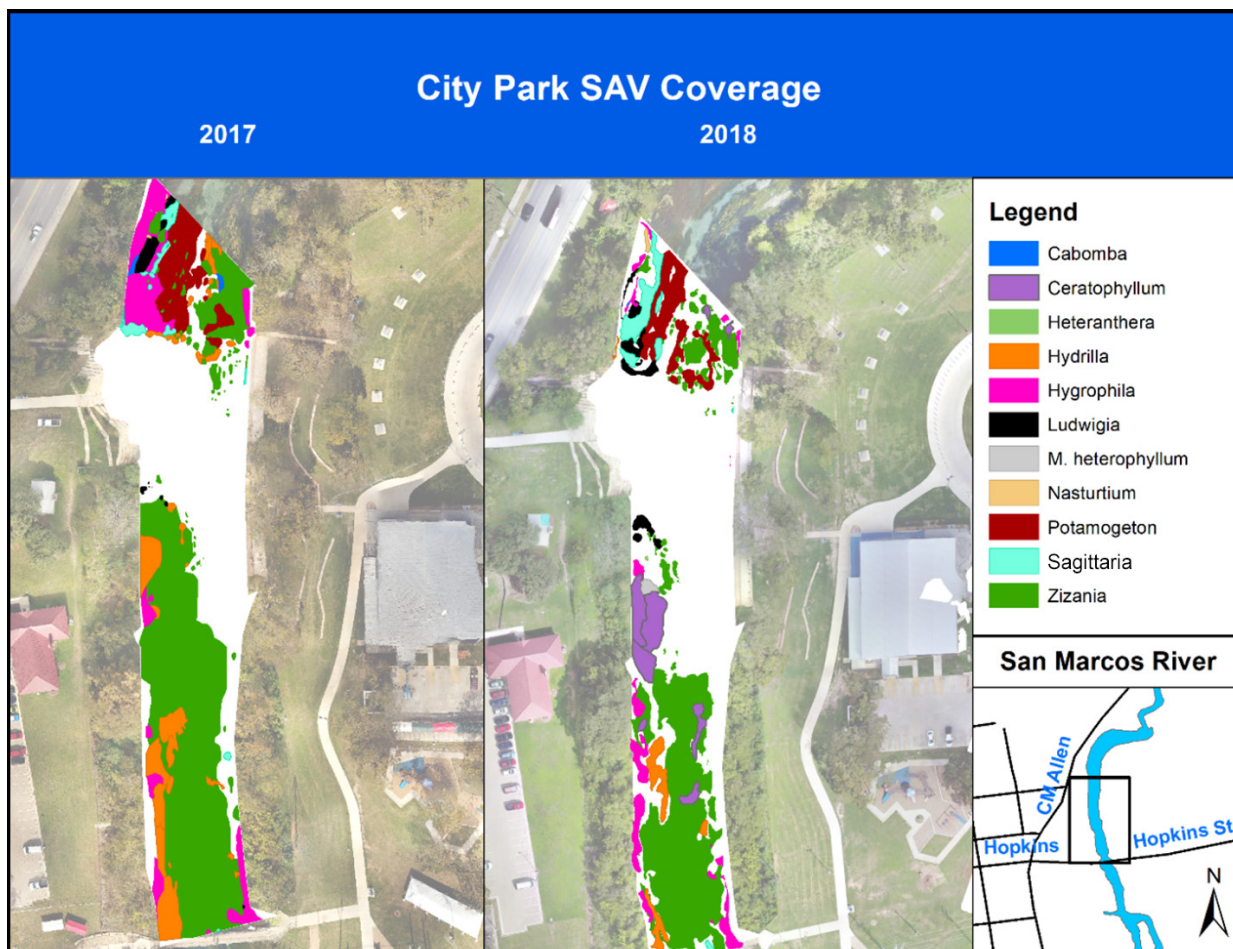 City Park SAV Coverage
2017
2018
Legend
Cabomba
Ceratophyllum
Heteranthera
Hydrilla
Hygrophila
Ludwigia
M. heterophyllum
Nasturtium
Potamogeton
Sagittaria
Zizania
San Marcos River
CM Allen
Hopkins
Hopkins St
N